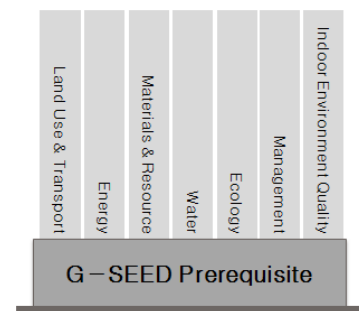 Land Use & Transport
Energy
Materials & Resource
Water
Ecology
Management
Indoor Environment Quality
G-SEED Prerequisite